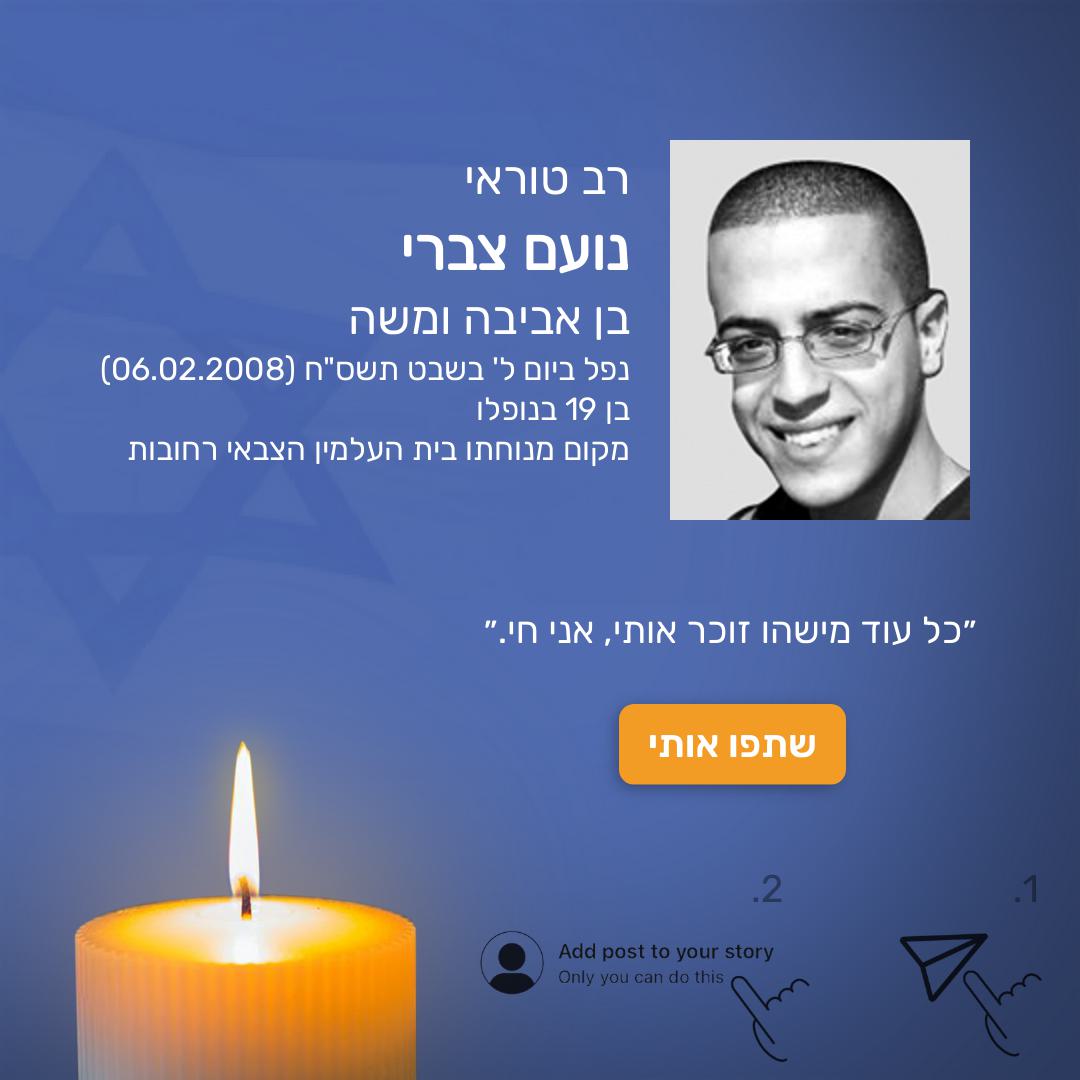 רב טוראי
נועם צברי
בן אביבה ומשה
נפל ביום ל' בשבט תשס"ח (06.02.2008)
בן 19 בנופלו
מקום מנוחתו בית העלמין הצבאי רחובות
״כל עוד מישהו זוכר אותי, אני חי.״
שתפו אותי
1.
2.
Add post to your story
Only you can do this